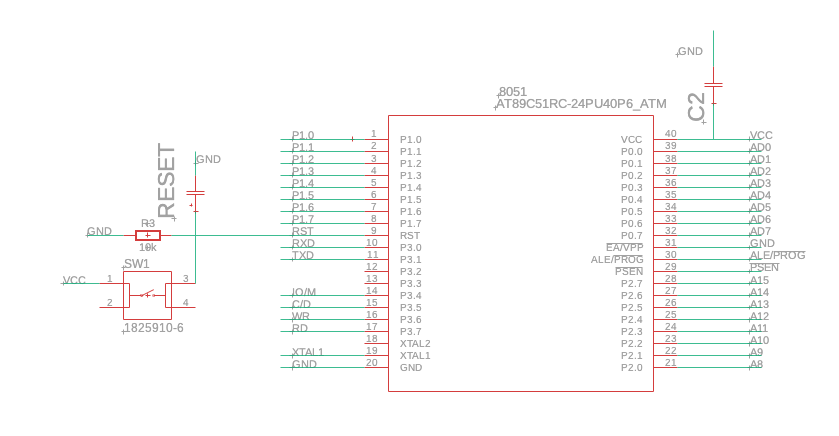 GND
8051
AT89C51RC-24PU40P6_ATM
C2
P1.0 1 P1.0 VCC 40 VCC
P1.1 2 P1.1 P0.0 39 AD0
P1.2 3 P1.2 P0.1 38 AD1
P1.3 4 P1.3 P0.2 37 AD2
P1.4 5 P1.4 P0.3 36 AD3
P1.5 6 P1.5 P0.4 35 AD4
P1.6 7 P1.6 P0.5 34 AD5
P1.7 8 P1.7 P0.6 33 AD6
RST 9 RST P0.7 32 AD7
RXD 10 P3.0 EA/VPP 31 GND
TXD 11 P3.1 ALE/PROG 30 ALE/PROG
12 P3.2 PSEN 29 PSEN
13 P3.3 P2.7 28 A15
IO/M 14 P3.4 P2.6 27 A14
C/D 15 P3.5 P2.5 26 A13
WR 16 P3.6 P2.4 25 A12
RD 17 P3.7 P2.3 24 A11
18 XTAL2 P2.2 23 A10
XTAL1 19 XTAL1 P2.1 22 A9
GND 20 GND P2.0 21 A8
RESET
GND
R3
GND
10k
SW1
VCC 1 3
2 4
1825910-6